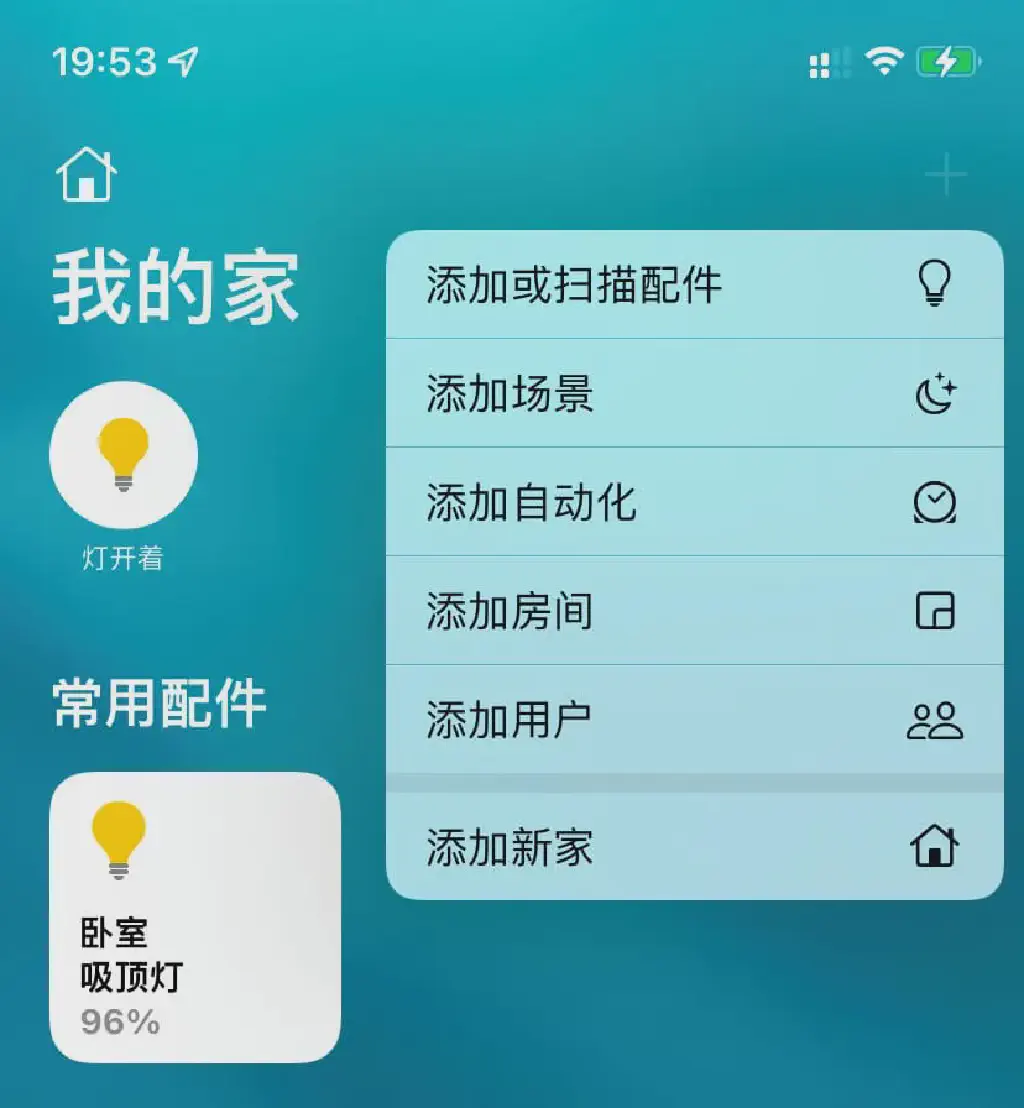 19:53
我的家
灯开着
常用配件
卧室
吸顶灯
96%
添加或扫描配件
添加场景
添加自动化
添加房间
添加用户
添加新家